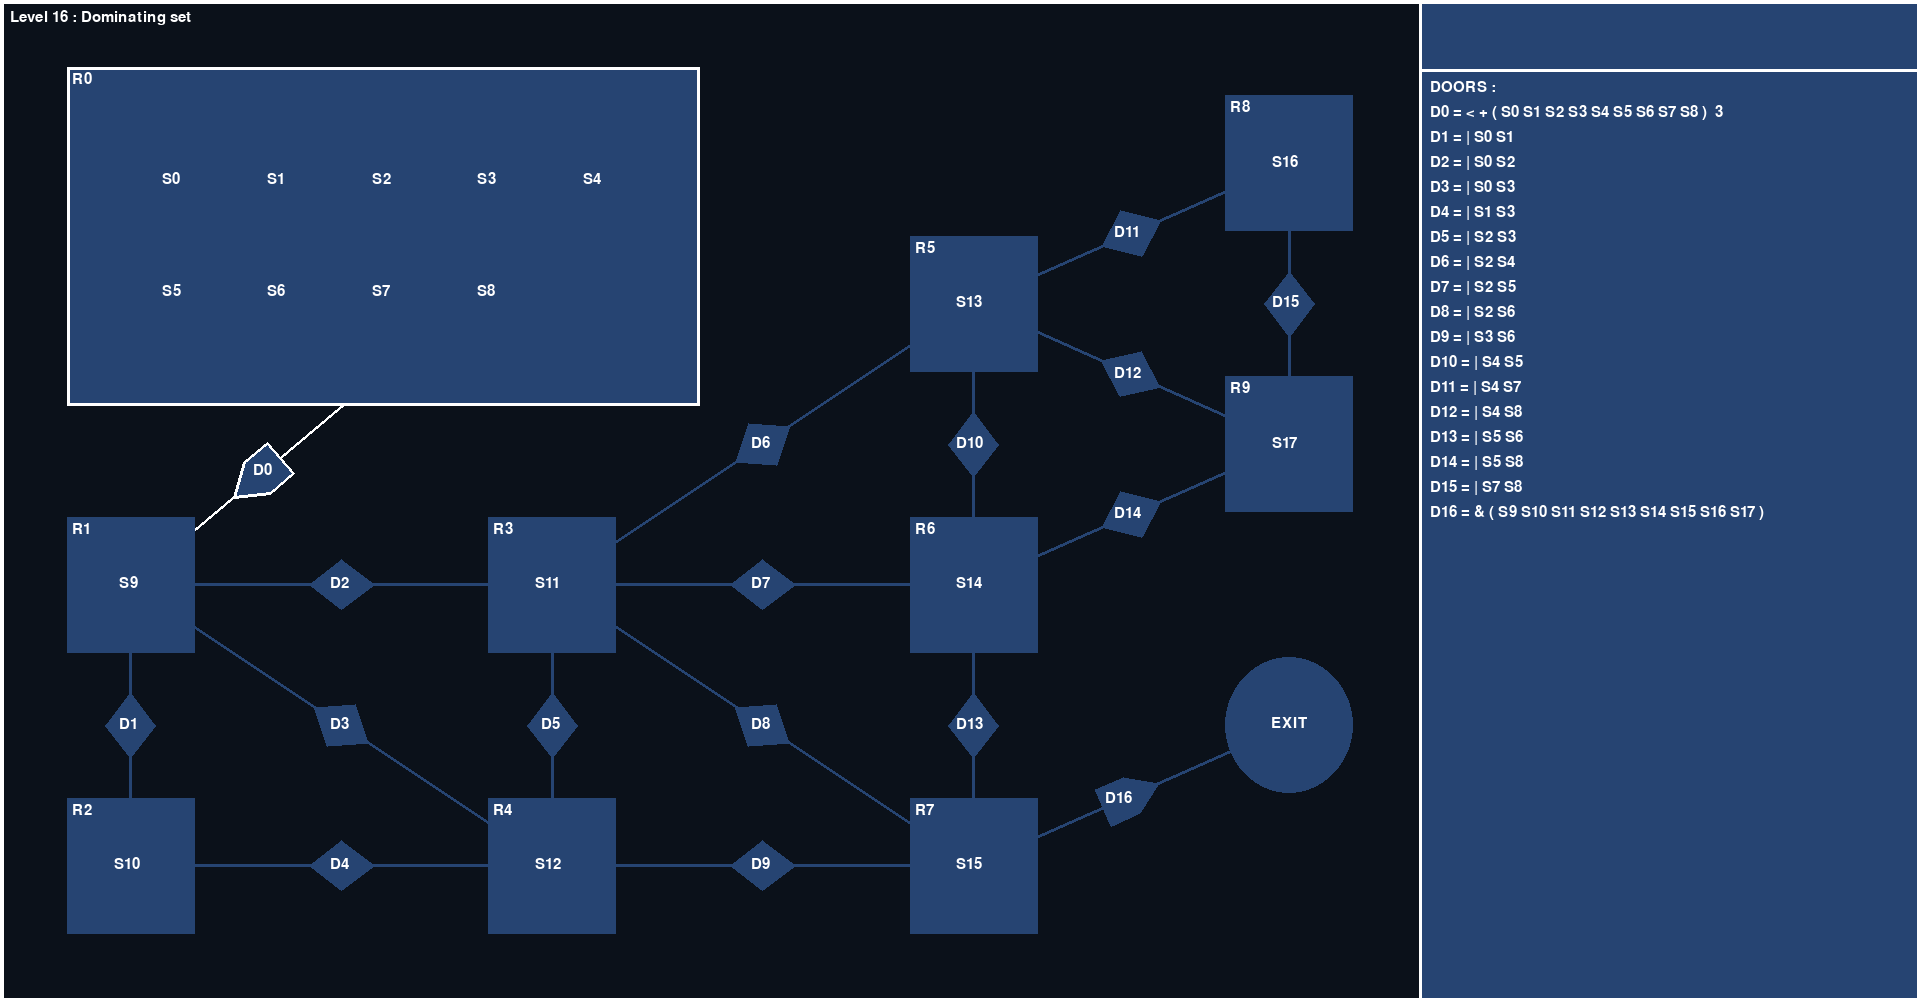 Level 16 : Dominating set
R0
S0 S1 S2 S3 S4
S5 S6 S7 S8
D0
R1
S9
D1
R2
S10
D2
D3
D4
R3
S11
D5
R4
S12
D6
D7
D8
D9
R5
S13
D10
R6
S14
D13
R7
S15
D11
D12
D14
D16
R8
S16
D15
R9
S17
EXIT
DOORS :
D0 = < + ( S0 S1 S2 S3 S4 S5 S6 S7 S8 ) 3
D1 = | S0 S1
D2 = | S0 S2
D3 = | S0 S3
D4 = | S1 S3
D5 = | S2 S3
D6 = | S2 S4
D7 = | S2 S5
D8 = | S2 S6
D9 = | S3 S6
D10 = | S4 S5
D11 = | S4 S7
D12 = | S4 S8
D13 = | S5 S6
D14 = | S5 S8
D15 = | S7 S8
D16 = & ( S9 S10 S11 S12 S13 S14 S15 S16 S17 )